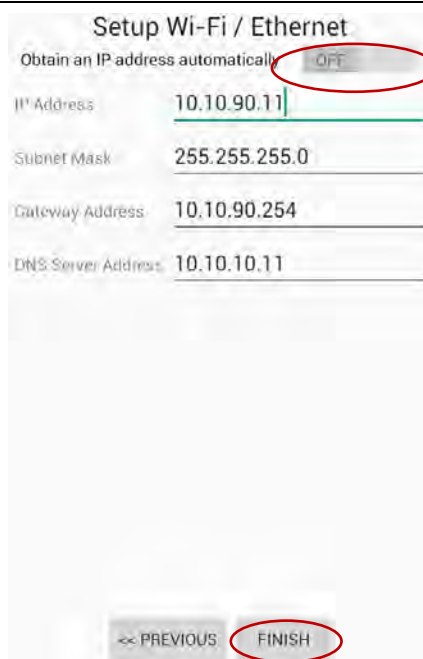 Setup Wi-Fi / Ethernet
Obtain an IP address automatically OFF
IP Address 10.10.90.11
Subnet Mask 255.255.255.0
Gateway Address 10.10.90.254
DNS Server Address 10.10.10.11
<< PREVIOUS FINISH